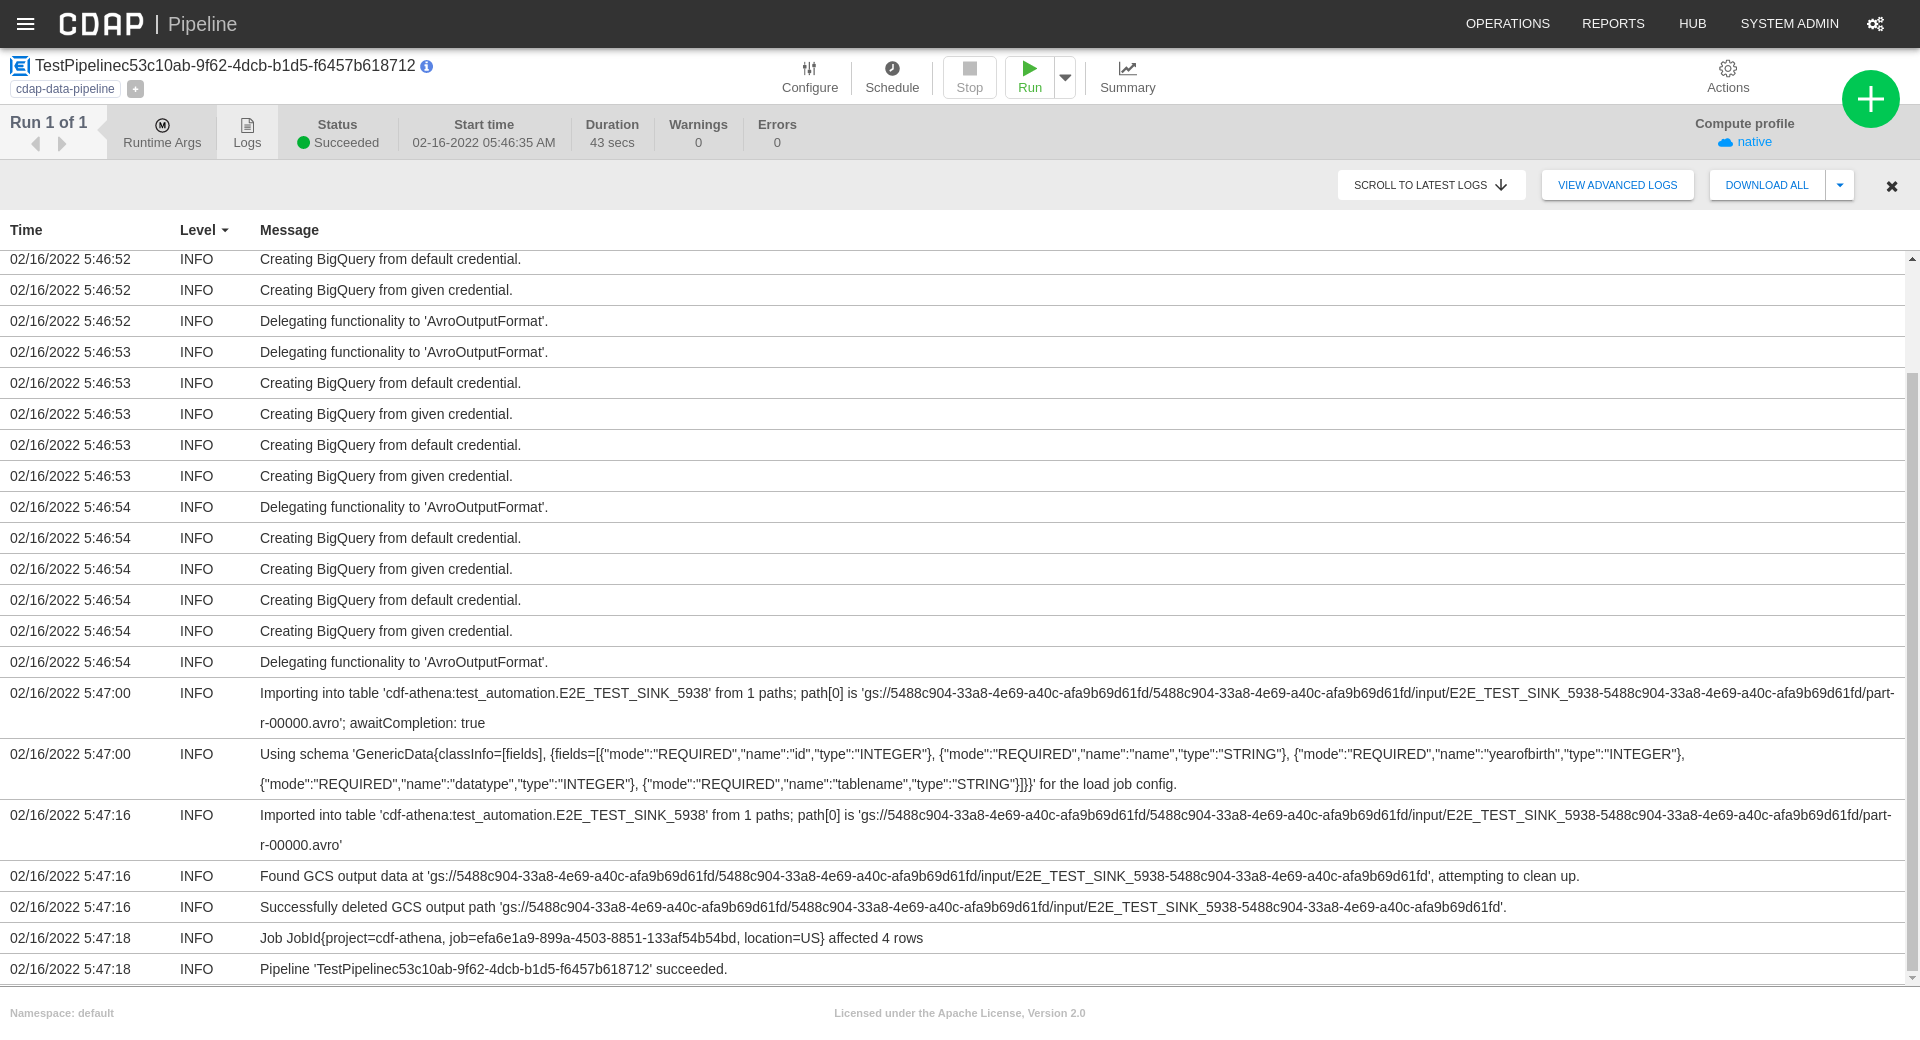 CDAP | Pipeline
OPERATIONS REPORTS HUB SYSTEM ADMIN
TestPipelinec53c10ab-9f62-4dcb-b1d5-f6457b618712
cdap-data-pipeline +
Configure Schedule Stop Run Summary Actions
Run 1 of 1
Runtime Args
Logs
Status
Succeeded
Start time
02-16-2022 05:46:35 AM
Duration
43 secs
Warnings
0
Errors
0
Compute profile
native
SCROLL TO LATEST LOGS VIEW ADVANCED LOGS DOWNLOAD ALL
Time Level Message
02/16/2022 5:46:52 INFO Creating BigQuery from default credential.
02/16/2022 5:46:52 INFO Creating BigQuery from given credential.
02/16/2022 5:46:52 INFO Delegating functionality to 'AvroOutputFormat'.
02/16/2022 5:46:53 INFO Delegating functionality to 'AvroOutputFormat'.
02/16/2022 5:46:53 INFO Creating BigQuery from default credential.
02/16/2022 5:46:53 INFO Creating BigQuery from given credential.
02/16/2022 5:46:53 INFO Creating BigQuery from default credential.
02/16/2022 5:46:53 INFO Creating BigQuery from given credential.
02/16/2022 5:46:54 INFO Delegating functionality to 'AvroOutputFormat'.
02/16/2022 5:46:54 INFO Creating BigQuery from default credential.
02/16/2022 5:46:54 INFO Creating BigQuery from given credential.
02/16/2022 5:46:54 INFO Creating BigQuery from default credential.
02/16/2022 5:46:54 INFO Creating BigQuery from given credential.
02/16/2022 5:46:54 INFO Delegating functionality to 'AvroOutputFormat'.
02/16/2022 5:47:00 INFO Importing into table 'cdf-athena:test_automation.E2E_TEST_SINK_5938' from 1 paths; path[0] is 'gs://5488c904-33a8-4e69-a40c-afa9b69d61fd/5488c904-33a8-4e69-a40c-afa9b69d61fd/input/E2E_TEST_SINK_5938-5488c904-33a8-4e69-a40c-afa9b69d61fd/part-
r-00000.avro'; awaitCompletion: true
02/16/2022 5:47:00 INFO Using schema 'GenericData{classInfo=[fields], {fields=[{"mode":"REQUIRED","name":"id","type":"INTEGER"}, {"mode":"REQUIRED","name":"name","type":"STRING"}, {"mode":"REQUIRED","name":"yearofbirth","type":"INTEGER"},
{"mode":"REQUIRED","name":"datatype","type":"INTEGER"}, {"mode":"REQUIRED","name":"tablename","type":"STRING"}]}}' for the load job config.
02/16/2022 5:47:16 INFO Imported into table 'cdf-athena:test_automation.E2E_TEST_SINK_5938' from 1 paths; path[0] is 'gs://5488c904-33a8-4e69-a40c-afa9b69d61fd/5488c904-33a8-4e69-a40c-afa9b69d61fd/input/E2E_TEST_SINK_5938-5488c904-33a8-4e69-a40c-afa9b69d61fd/part-
r-00000.avro'
02/16/2022 5:47:16 INFO Found GCS output data at 'gs://5488c904-33a8-4e69-a40c-afa9b69d61fd/5488c904-33a8-4e69-a40c-afa9b69d61fd/input/E2E_TEST_SINK_5938-5488c904-33a8-4e69-a40c-afa9b69d61fd', attempting to clean up.
02/16/2022 5:47:16 INFO Successfully deleted GCS output path 'gs://5488c904-33a8-4e69-a40c-afa9b69d61fd/5488c904-33a8-4e69-a40c-afa9b69d61fd/input/E2E_TEST_SINK_5938-5488c904-33a8-4e69-a40c-afa9b69d61fd'.
02/16/2022 5:47:18 INFO Job JobId{project=cdf-athena, job=efa6e1a9-899a-4503-8851-133af54b54bd, location=US} affected 4 rows
02/16/2022 5:47:18 INFO Pipeline 'TestPipelinec53c10ab-9f62-4dcb-b1d5-f6457b618712' succeeded.
Namespace: default Licensed under the Apache License, Version 2.0